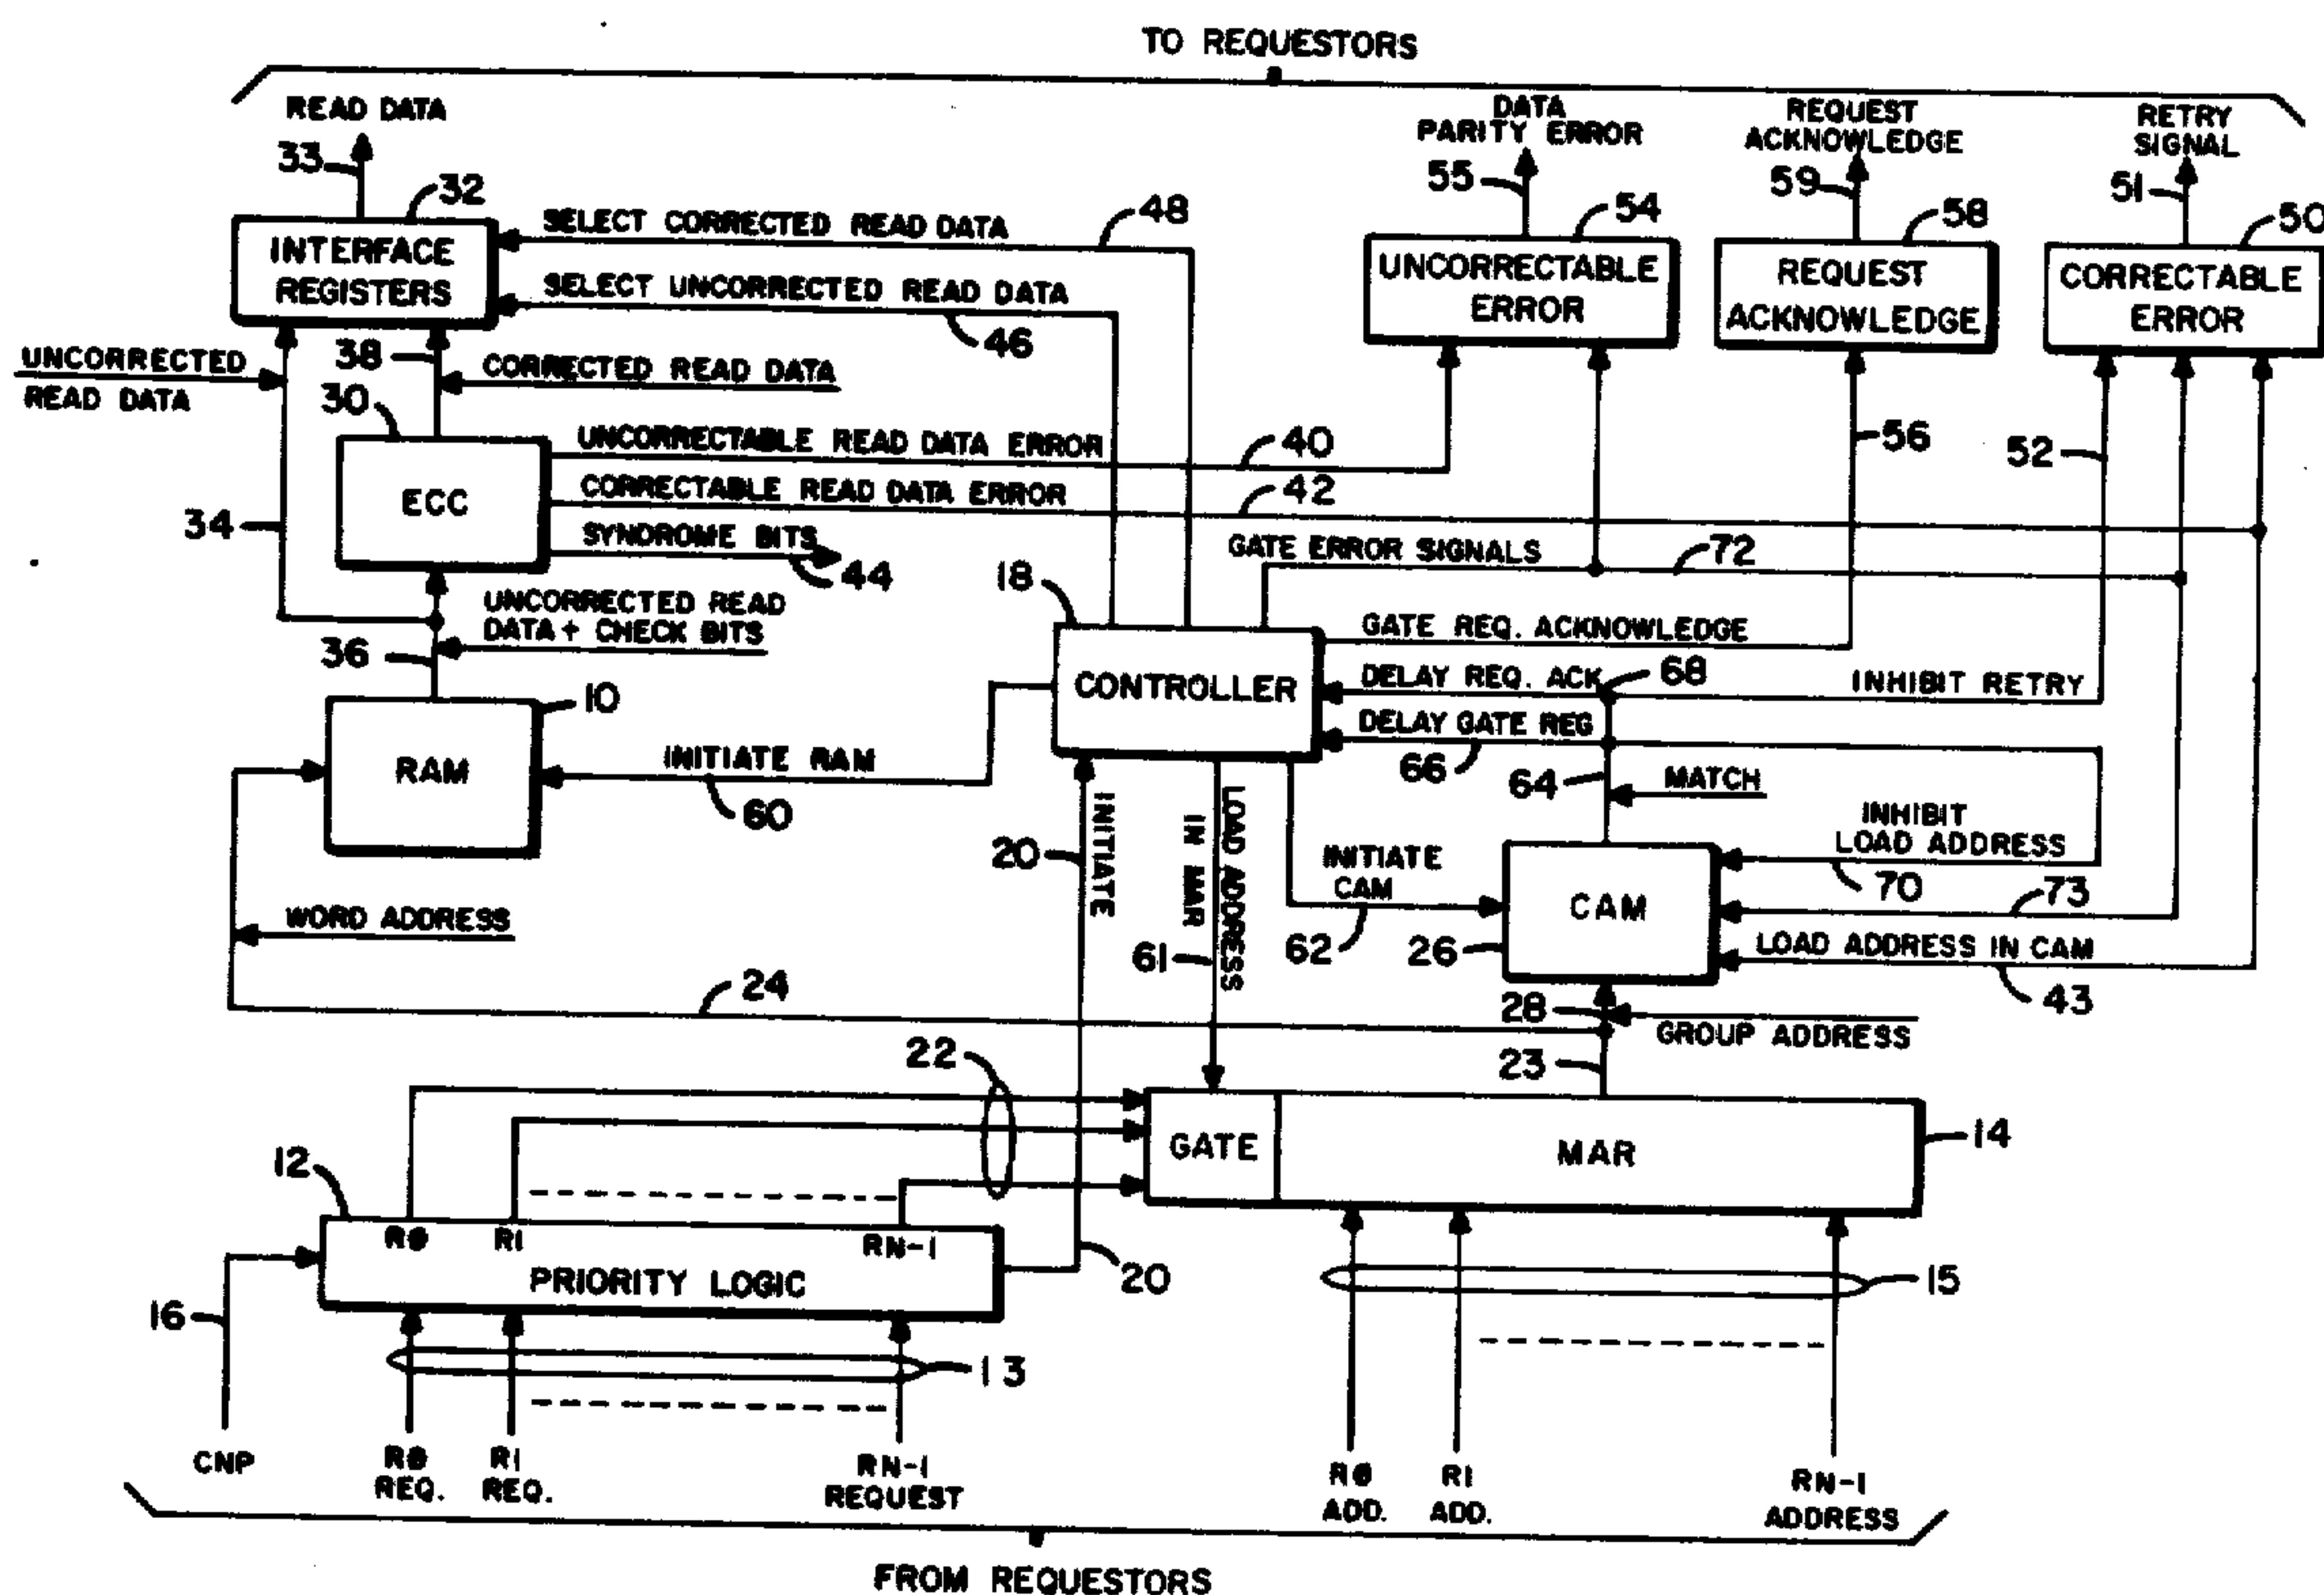 TO REQUESTORS
READ DATA
33
32
INTERFACE
REGISTERS
SELECT CORRECTED READ DATA
48
SELECT UNCORRECTED READ DATA
46
DATA
PARITY ERROR
55
54
UNCORRECTABLE
ERROR
REQUEST
ACKNOWLEDGE
59
58
REQUEST
ACKNOWLEDGE
RETRY
SIGNAL
51
50
CORRECTABLE
ERROR
UNCORRECTED
READ DATA
38
CORRECTED READ DATA
30
ECC
34
UNCORRECTABLE READ DATA ERROR
40
CORRECTABLE READ DATA ERROR
42
SYNDROME BITS
44
56
52
GATE ERROR SIGNALS
72
UNCORRECTED READ
DATA + CHECK BITS
36
18
CONTROLLER
GATE REQ. ACKNOWLEDGE
DELAY REQ. ACK
68
INHIBIT RETRY
DELAY GATE REG
66
64
MATCH
10
RAM
INITIATE RAM
60
20
INITIATE
LOAD ADDRESS
IN MAR
61
INITIATE
CAM
62
INHIBIT
LOAD ADDRESS
70
CAM
26
73
LOAD ADDRESS IN CAM
43
WORD ADDRESS
24
28
GROUP ADDRESS
23
22
GATE
MAR
14
12
RØ
R1
RN-1
PRIORITY LOGIC
20
16
13
15
CNP
RØ
REQ.
R1
REQ.
RN-1
REQUEST
RØ
ADD.
R1
ADD.
RN-1
ADDRESS
FROM REQUESTORS